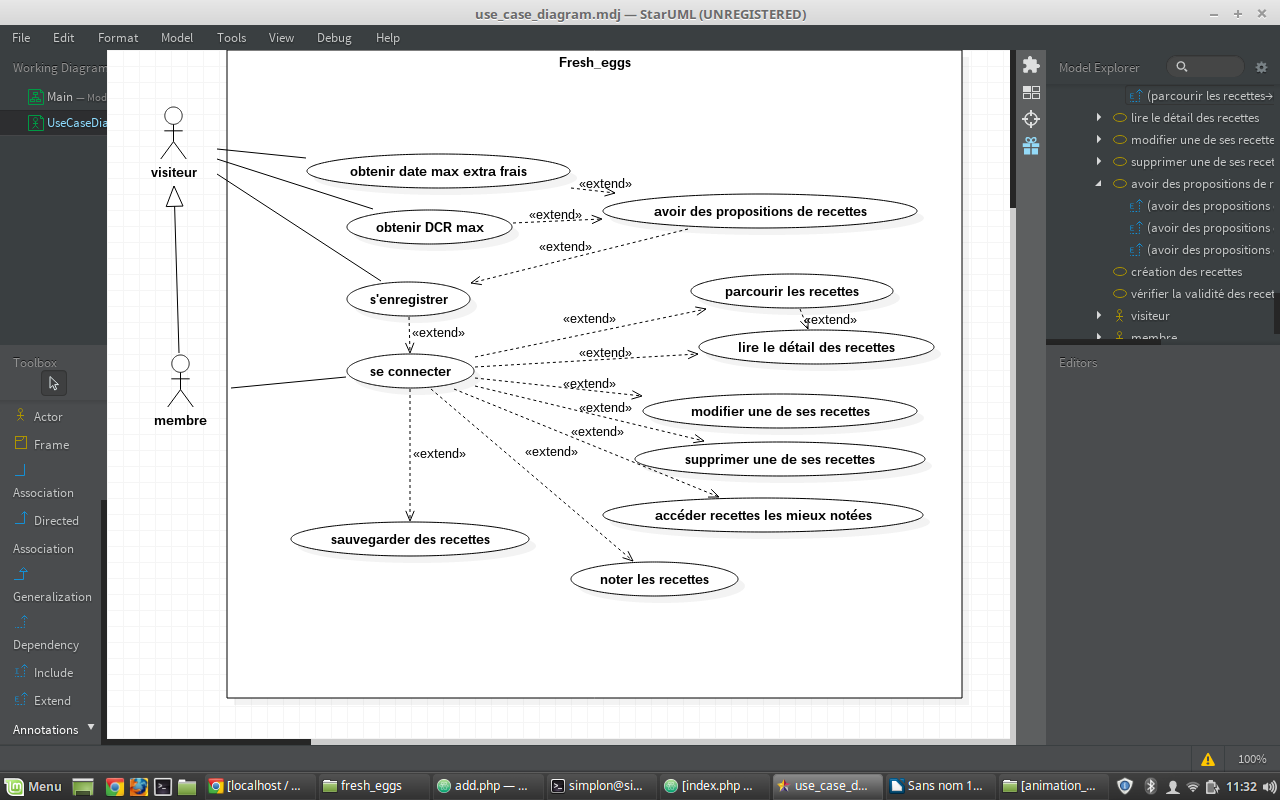 use_case_diagram.mdj — StarUML (UNREGISTERED)
File Edit Format Model Tools View Debug Help
Working Diagram
Main — Mod
UseCaseDia
Toolbox
Actor
Frame
Association
Directed
Association
Generalization
Dependency
Include
Extend
Annotations
Fresh_eggs
visiteur
membre
obtenir date max extra frais
«extend»
avoir des propositions de recettes
«extend»
obtenir DCR max
«extend»
s'enregistrer
parcourir les recettes
«extend»
«extend»
«extend»
lire le détail des recettes
«extend»
se connecter
«extend»
modifier une de ses recettes
«extend»
«extend»
«extend»
«extend»
supprimer une de ses recettes
accéder recettes les mieux notées
sauvegarder des recettes
noter les recettes
Model Explorer
(parcourir les recettes→
lire le détail des recettes
modifier une de ses recette
supprimer une de ses recet
avoir des propositions de r
(avoir des propositions
(avoir des propositions
(avoir des propositions
création des recettes
vérifier la validité des recet
visiteur
membre
Editors
100%
Menu
[localhost / ...
fresh_eggs
add.php — ...
simplon@si...
[index.php ...
use_case_d...
Sans nom 1...
[animation_...
11:32